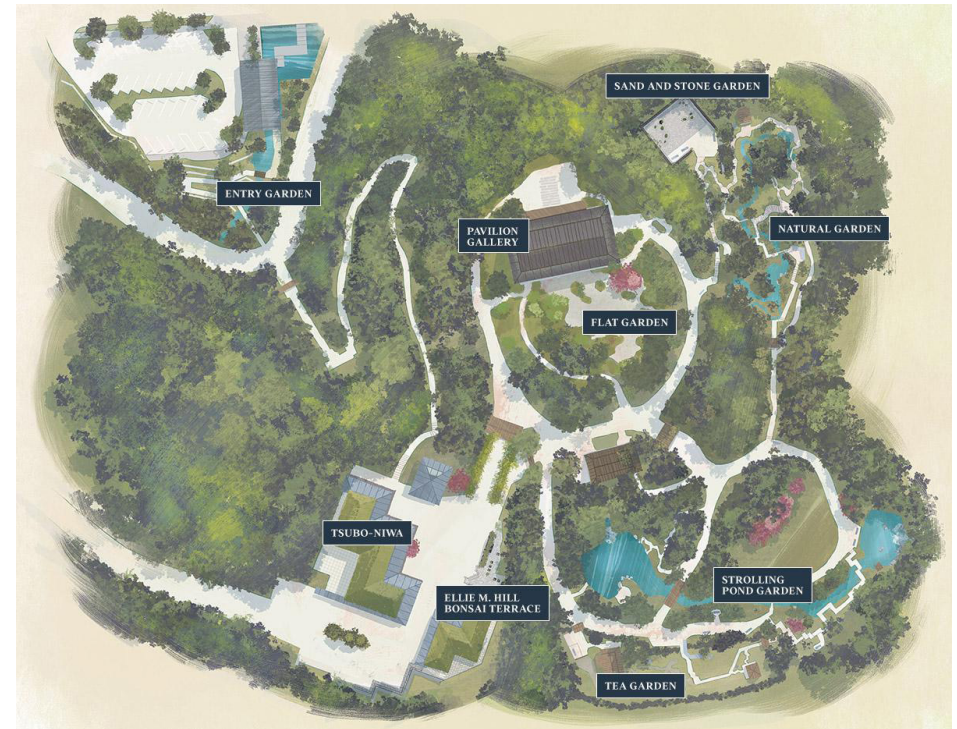 SAND AND STONE GARDEN
ENTRY GARDEN
PAVILION
GALLERY
NATURAL GARDEN
FLAT GARDEN
TSUBO-NIWA
STROLLING
POND GARDEN
ELLIE M. HILL
BONSAI TERRACE
TEA GARDEN